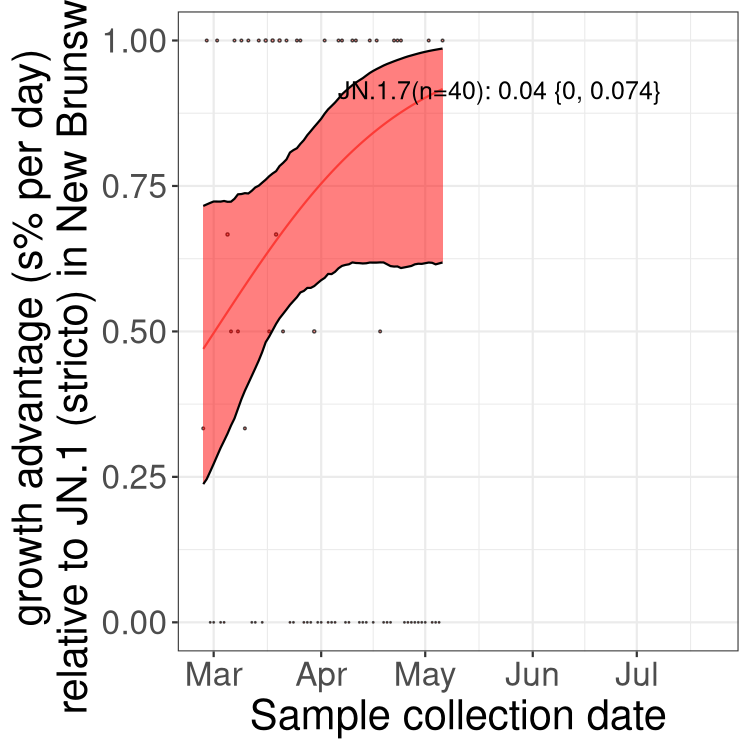 growth advantage (s% per day)
relative to JN.1 (stricto) in New Brunsw
1.00
0.75
0.50
0.25
0.00
JN.1.7(n=40): 0.04 {0, 0.074}
Mar Apr May Jun Jul
Sample collection date